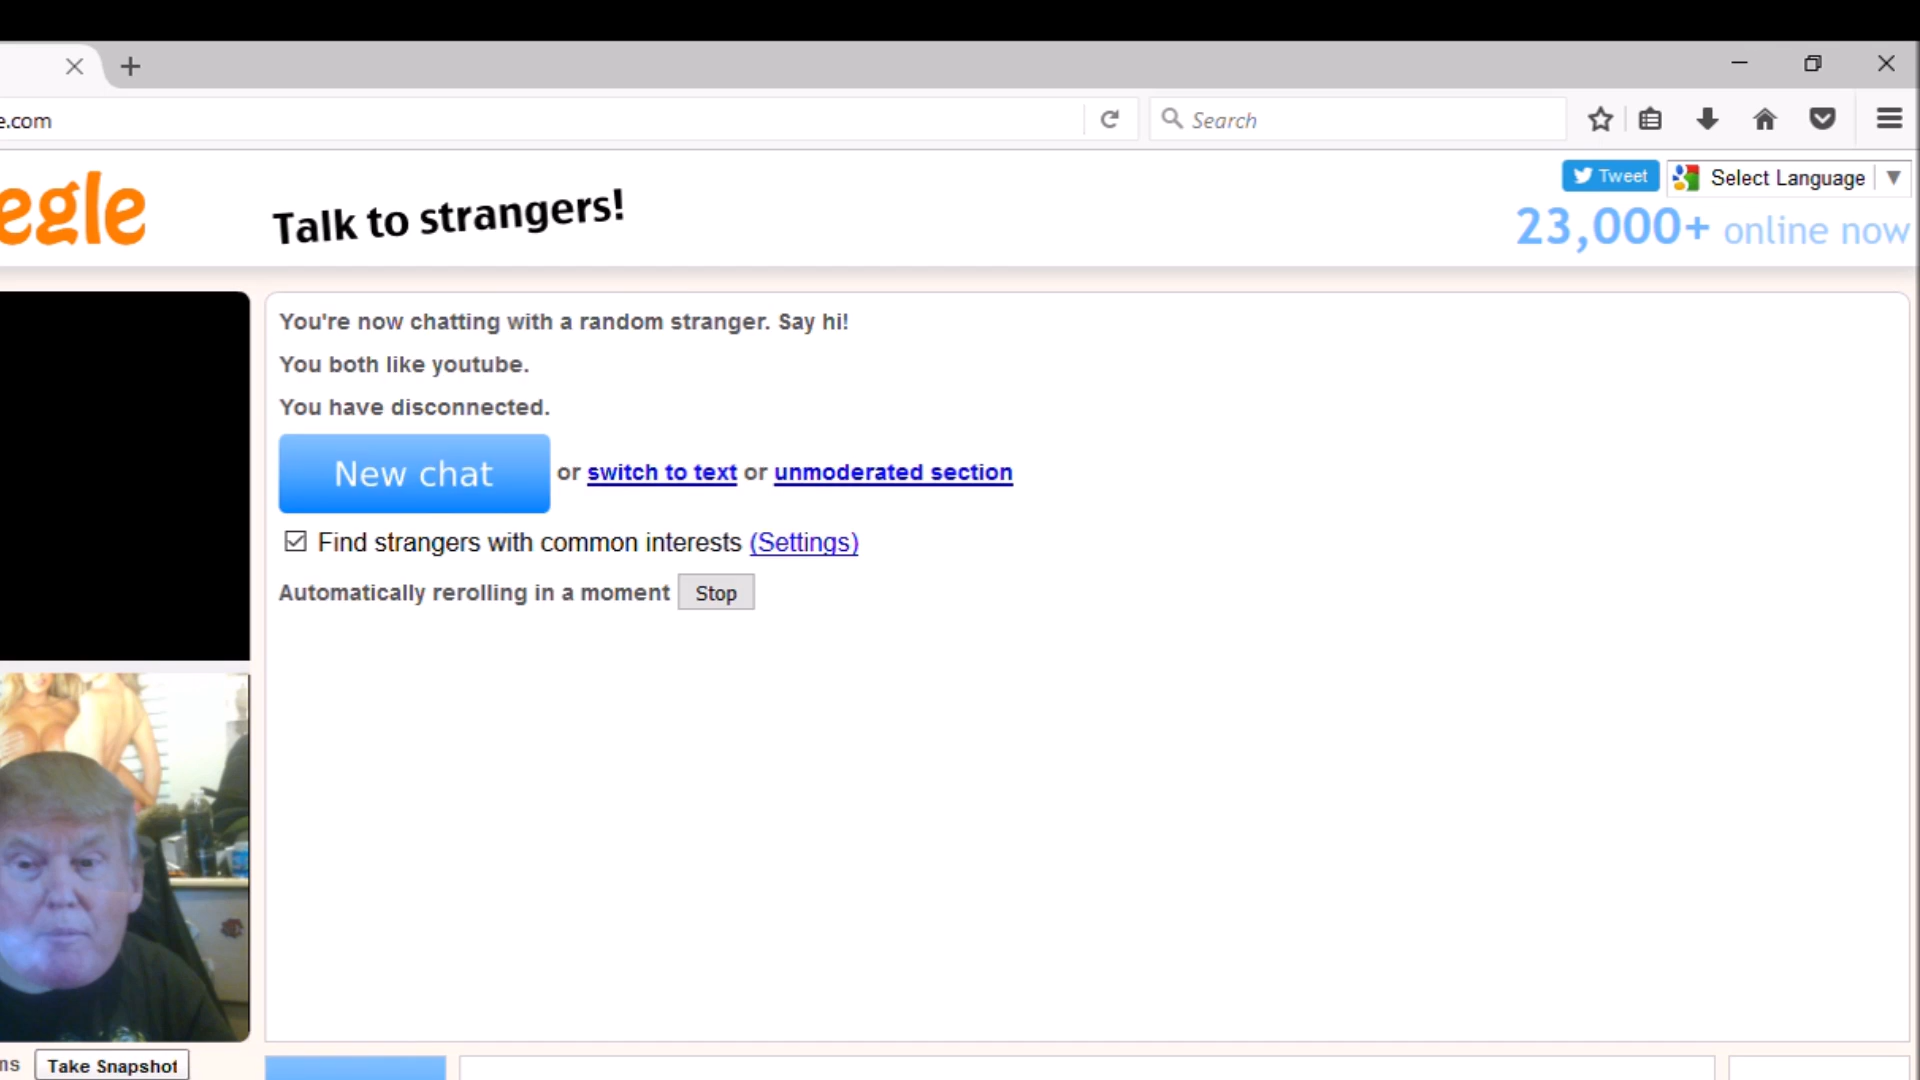 e.com
Search
Tweet
Select Language
egle
Talk to strangers!
23,000+ online now
You're now chatting with a random stranger. Say hi!
You both like youtube.
You have disconnected.
New chat or switch to text or unmoderated section
Find strangers with common interests (Settings)
Automatically rerolling in a moment Stop
ns Take Snapshot